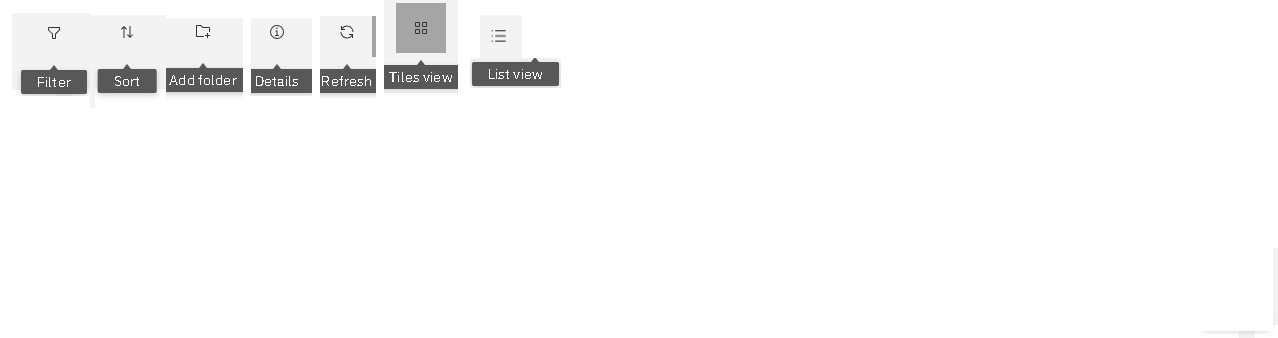 Filter
Sort
Add folder
Details
Refresh
Tiles view
List view